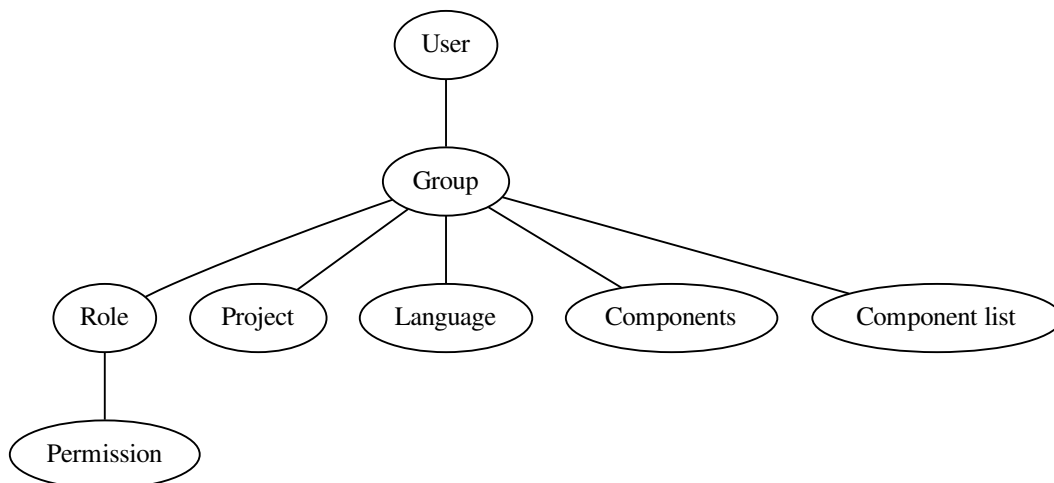 User
Group
Role
Project
Language
Components
Component list
Permission